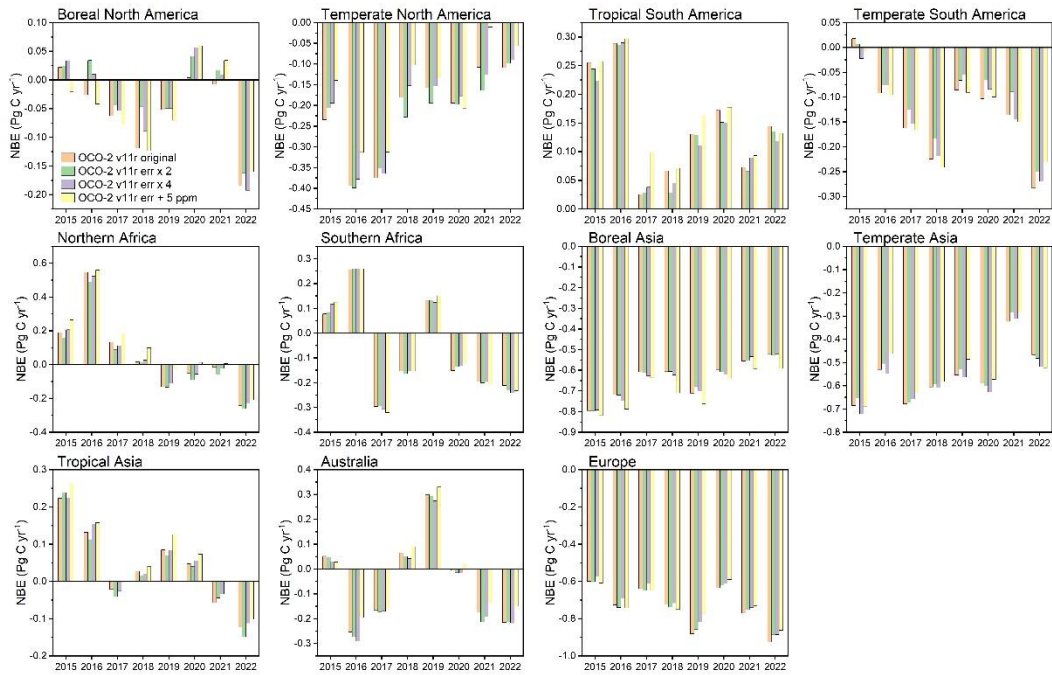 Boreal North America
NBE (Pg C yr⁻¹)
0.10
0.05
0.00
-0.05
-0.10
-0.15
-0.20
OCO-2 v11r original
OCO-2 v11r err x 2
OCO-2 v11r err x 4
OCO-2 v11r err + 5 ppm
2015 2016 2017 2018 2019 2020 2021 2022
Temperate North America
NBE (Pg C yr⁻¹)
0.00
-0.05
-0.10
-0.15
-0.20
-0.25
-0.30
-0.35
-0.40
-0.45
2015 2016 2017 2018 2019 2020 2021 2022
Tropical South America
NBE (Pg C yr⁻¹)
0.30
0.25
0.20
0.15
0.10
0.05
0.00
2015 2016 2017 2018 2019 2020 2021 2022
Temperate South America
NBE (Pg C yr⁻¹)
0.05
0.00
-0.05
-0.10
-0.15
-0.20
-0.25
-0.30
2015 2016 2017 2018 2019 2020 2021 2022
Northern Africa
NBE (Pg C yr⁻¹)
0.6
0.4
0.2
0.0
-0.2
-0.4
2015 2016 2017 2018 2019 2020 2021 2022
Southern Africa
NBE (Pg C yr⁻¹)
0.3
0.2
0.1
0.0
-0.1
-0.2
-0.3
-0.4
2015 2016 2017 2018 2019 2020 2021 2022
Boreal Asia
NBE (Pg C yr⁻¹)
0.0
-0.1
-0.2
-0.3
-0.4
-0.5
-0.6
-0.7
-0.8
-0.9
2015 2016 2017 2018 2019 2020 2021 2022
Temperate Asia
NBE (Pg C yr⁻¹)
0.0
-0.1
-0.2
-0.3
-0.4
-0.5
-0.6
-0.7
-0.8
2015 2016 2017 2018 2019 2020 2021 2022
Tropical Asia
NBE (Pg C yr⁻¹)
0.3
0.2
0.1
0.0
-0.1
-0.2
2015 2016 2017 2018 2019 2020 2021 2022
Australia
NBE (Pg C yr⁻¹)
0.4
0.3
0.2
0.1
0.0
-0.1
-0.2
-0.3
2015 2016 2017 2018 2019 2020 2021 2022
Europe
NBE (Pg C yr⁻¹)
0.0
-0.2
-0.4
-0.6
-0.8
-1.0
2015 2016 2017 2018 2019 2020 2021 2022